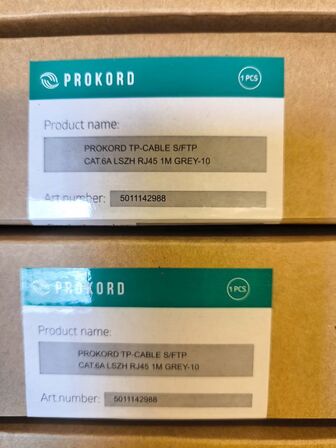 PROKORD
1 PCS
Product name:
PROKORD TP-CABLE S/FTP
CAT.6A LSZH RJ45 1M GREY-10
Art.number: 5011142988
PROKORD
1 PCS
Product name:
PROKORD TP-CABLE S/FTP
CAT.6A LSZH RJ45 1M GREY-10
Art.number: 5011142988